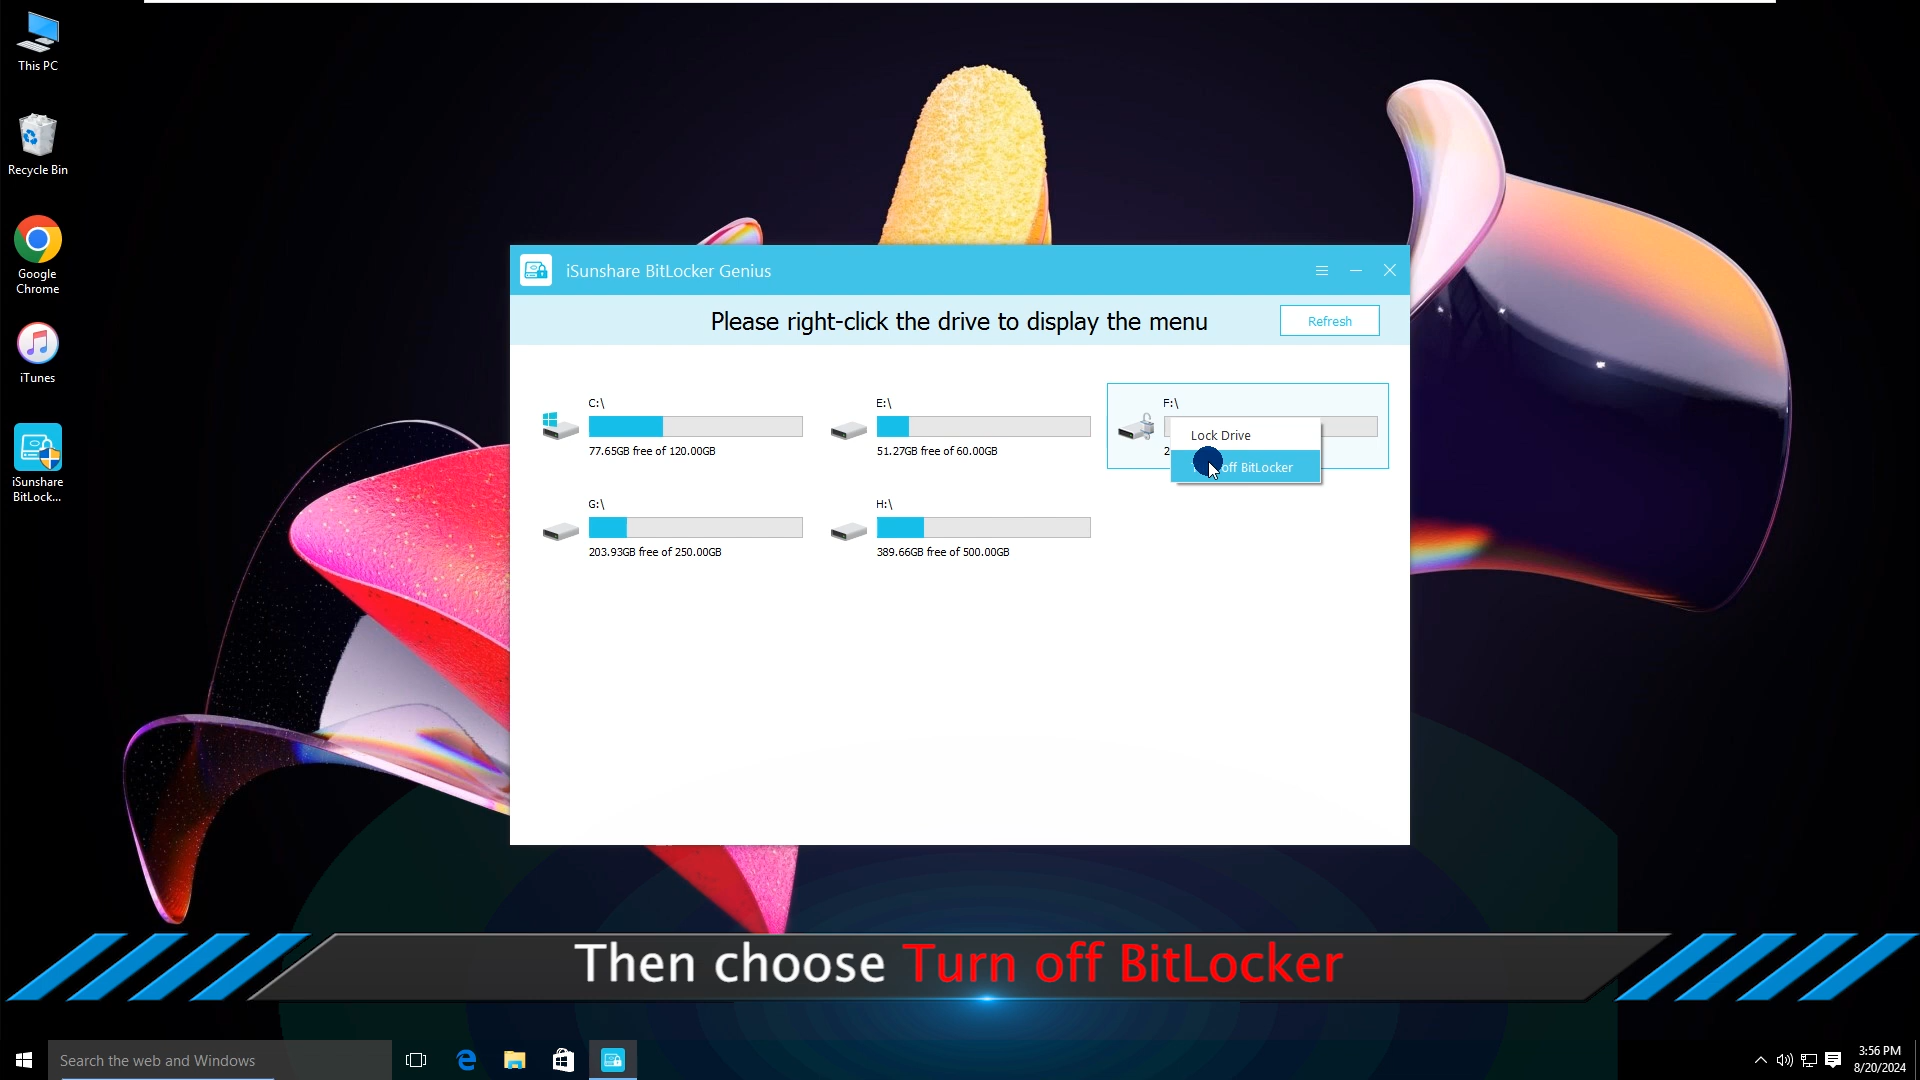 This PC
Recycle Bin
Google
Chrome
iTunes
iSunshare
BitLock...
iSunshare BitLocker Genius
Please right-click the drive to display the menu
Refresh
C:\
77.65GB free of 120.00GB
E:\
51.27GB free of 60.00GB
F:\
2
Lock Drive
off BitLocker
G:\
203.93GB free of 250.00GB
H:\
389.66GB free of 500.00GB
Then choose Turn off BitLocker
Search the web and Windows
3:56 PM
8/20/2024